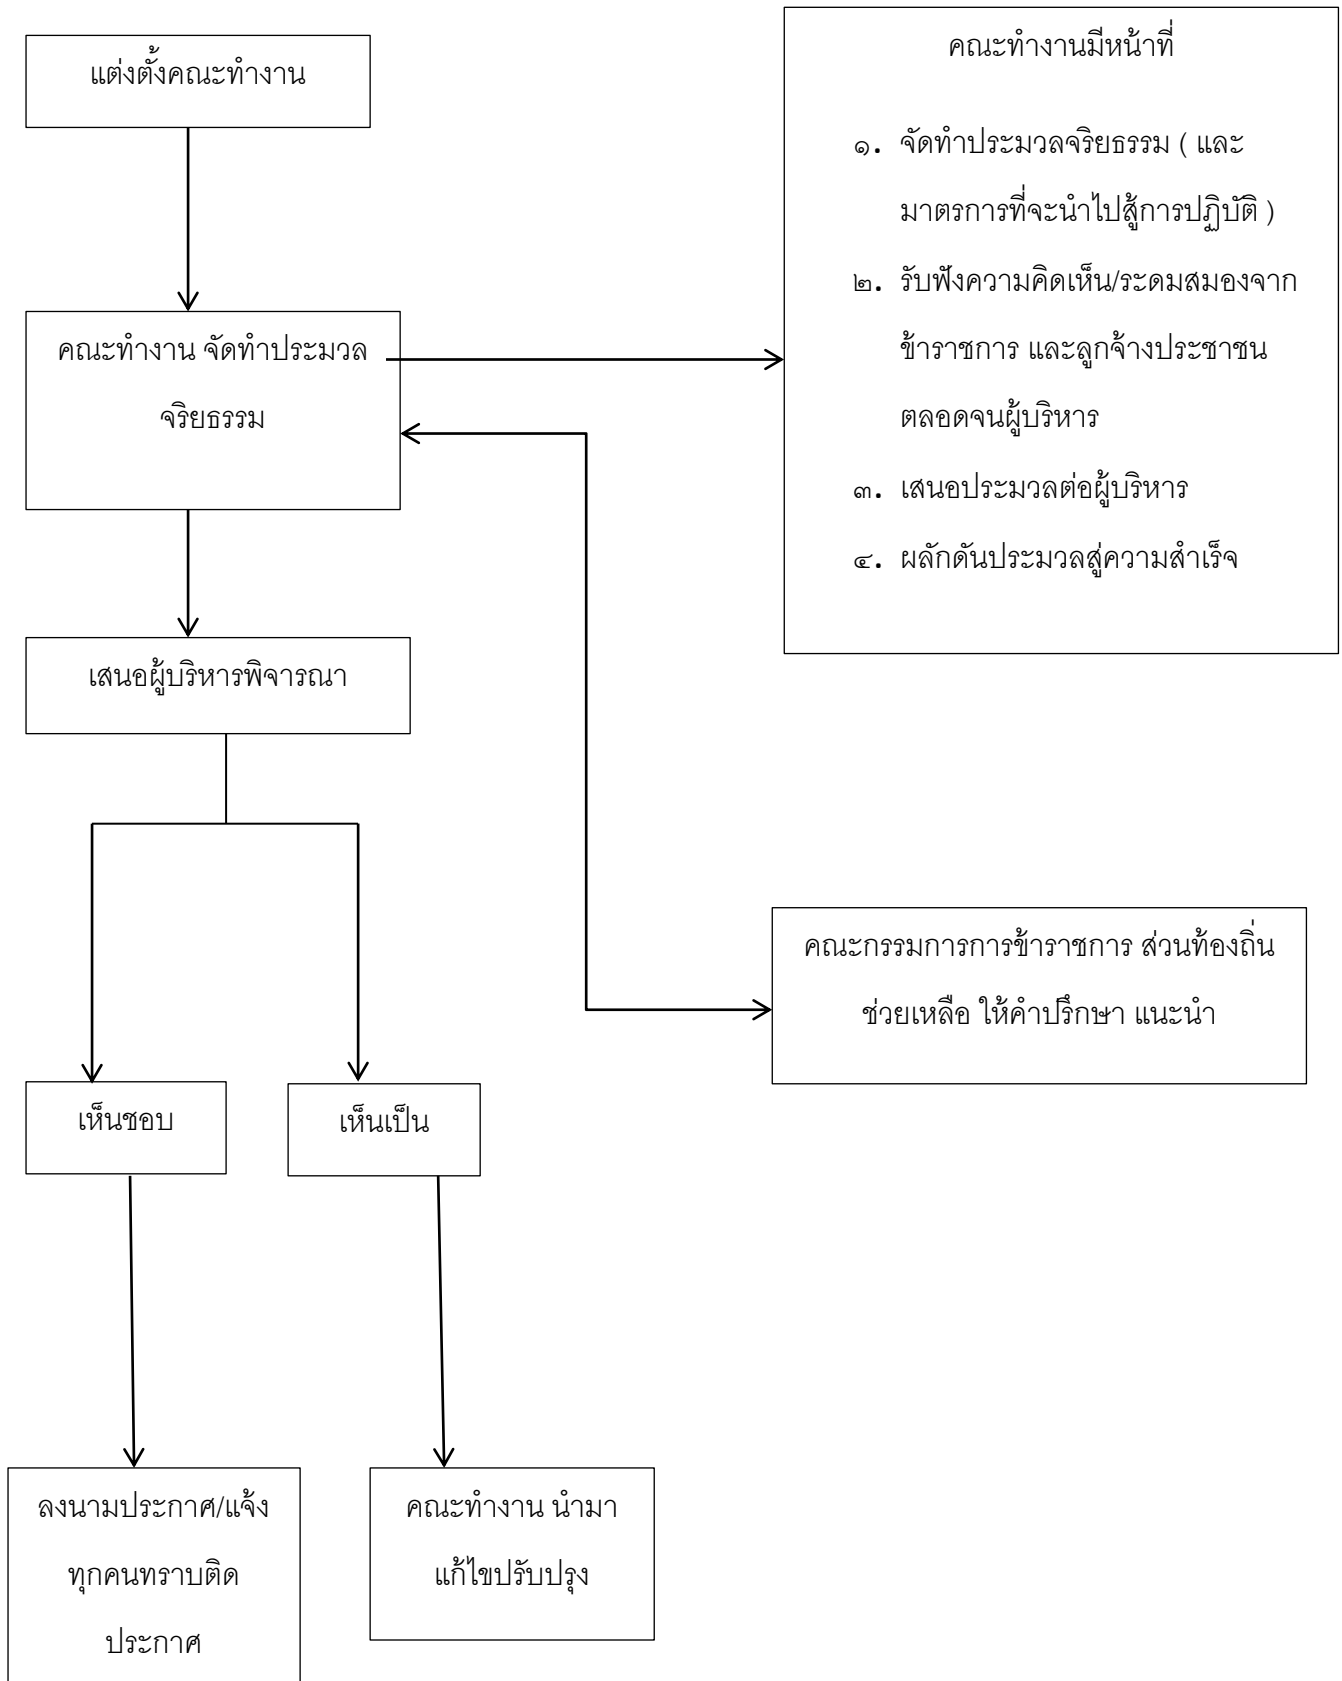 แต่งตั้งคณะทำงาน
คณะทำงานมีหน้าที่
๑. จัดทำประมวลจริยธรรม ( และ
มาตรการที่จะนำไปสู้การปฏิบัติ )
๒. รับฟังความคิดเห็น/ระดมสมองจาก
ข้าราชการ และลูกจ้างประชาชน
ตลอดจนผู้บริหาร
๓. เสนอประมวลต่อผู้บริหาร
๔. ผลักดันประมวลสู่ความสำเร็จ
คณะทำงาน จัดทำประมวล
จริยธรรม
เสนอผู้บริหารพิจารณา
คณะกรรมการการข้าราชการ ส่วนท้องถิ่น
ช่วยเหลือ ให้คำปรึกษา แนะนำ
เห็นชอบ
เห็นเป็น
ลงนามประกาศ/แจ้ง
ทุกคนทราบติด
ประกาศ
คณะทำงาน นำมา
แก้ไขปรับปรุง